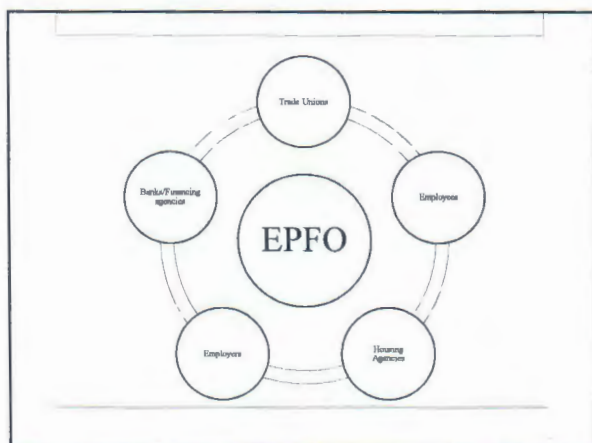 Trade Unions
Banks/Financing
agencies
Employees
EPFO
Employers
Housing
Agencies